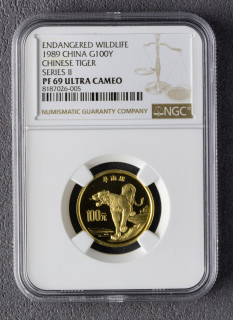 ENDANGERED WILDLIFE
1989 CHINA G100Y
CHINESE TIGER
SERIES II
PF 69 ULTRA CAMEO
8187026-005
NUMISMATIC GUARANTY COMPANY
NGC
华南虎
100元